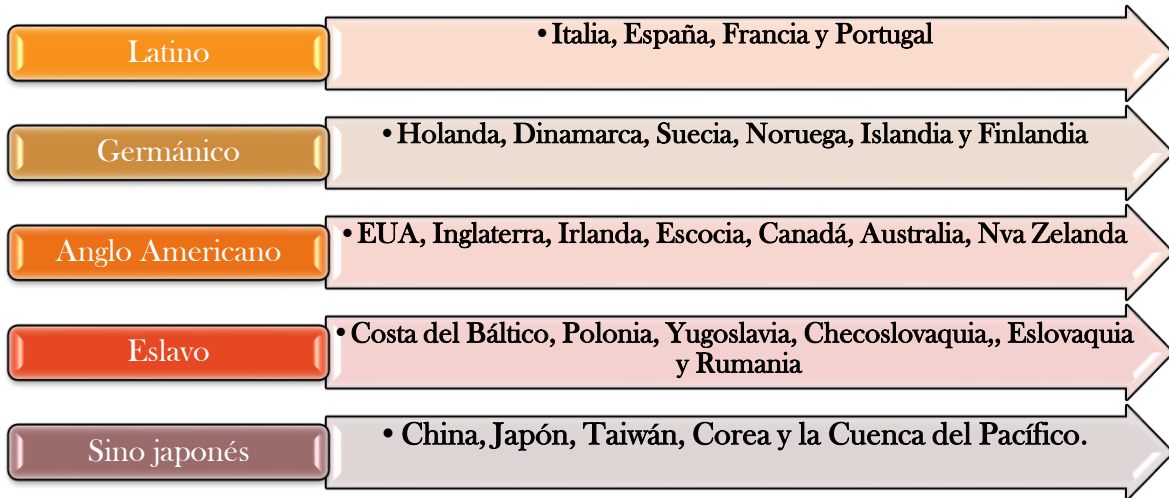 Latino
• Italia, España, Francia y Portugal
Germánico
• Holanda, Dinamarca, Suecia, Noruega, Islandia y Finlandia
Anglo Americano
• EUA, Inglaterra, Irlanda, Escocia, Canadá, Australia, Nva Zelanda
Eslavo
• Costa del Báltico, Polonia, Yugoslavia, Checoslovaquia,, Eslovaquia
y Rumania
Sino japonés
• China, Japón, Taiwán, Corea y la Cuenca del Pacífico.